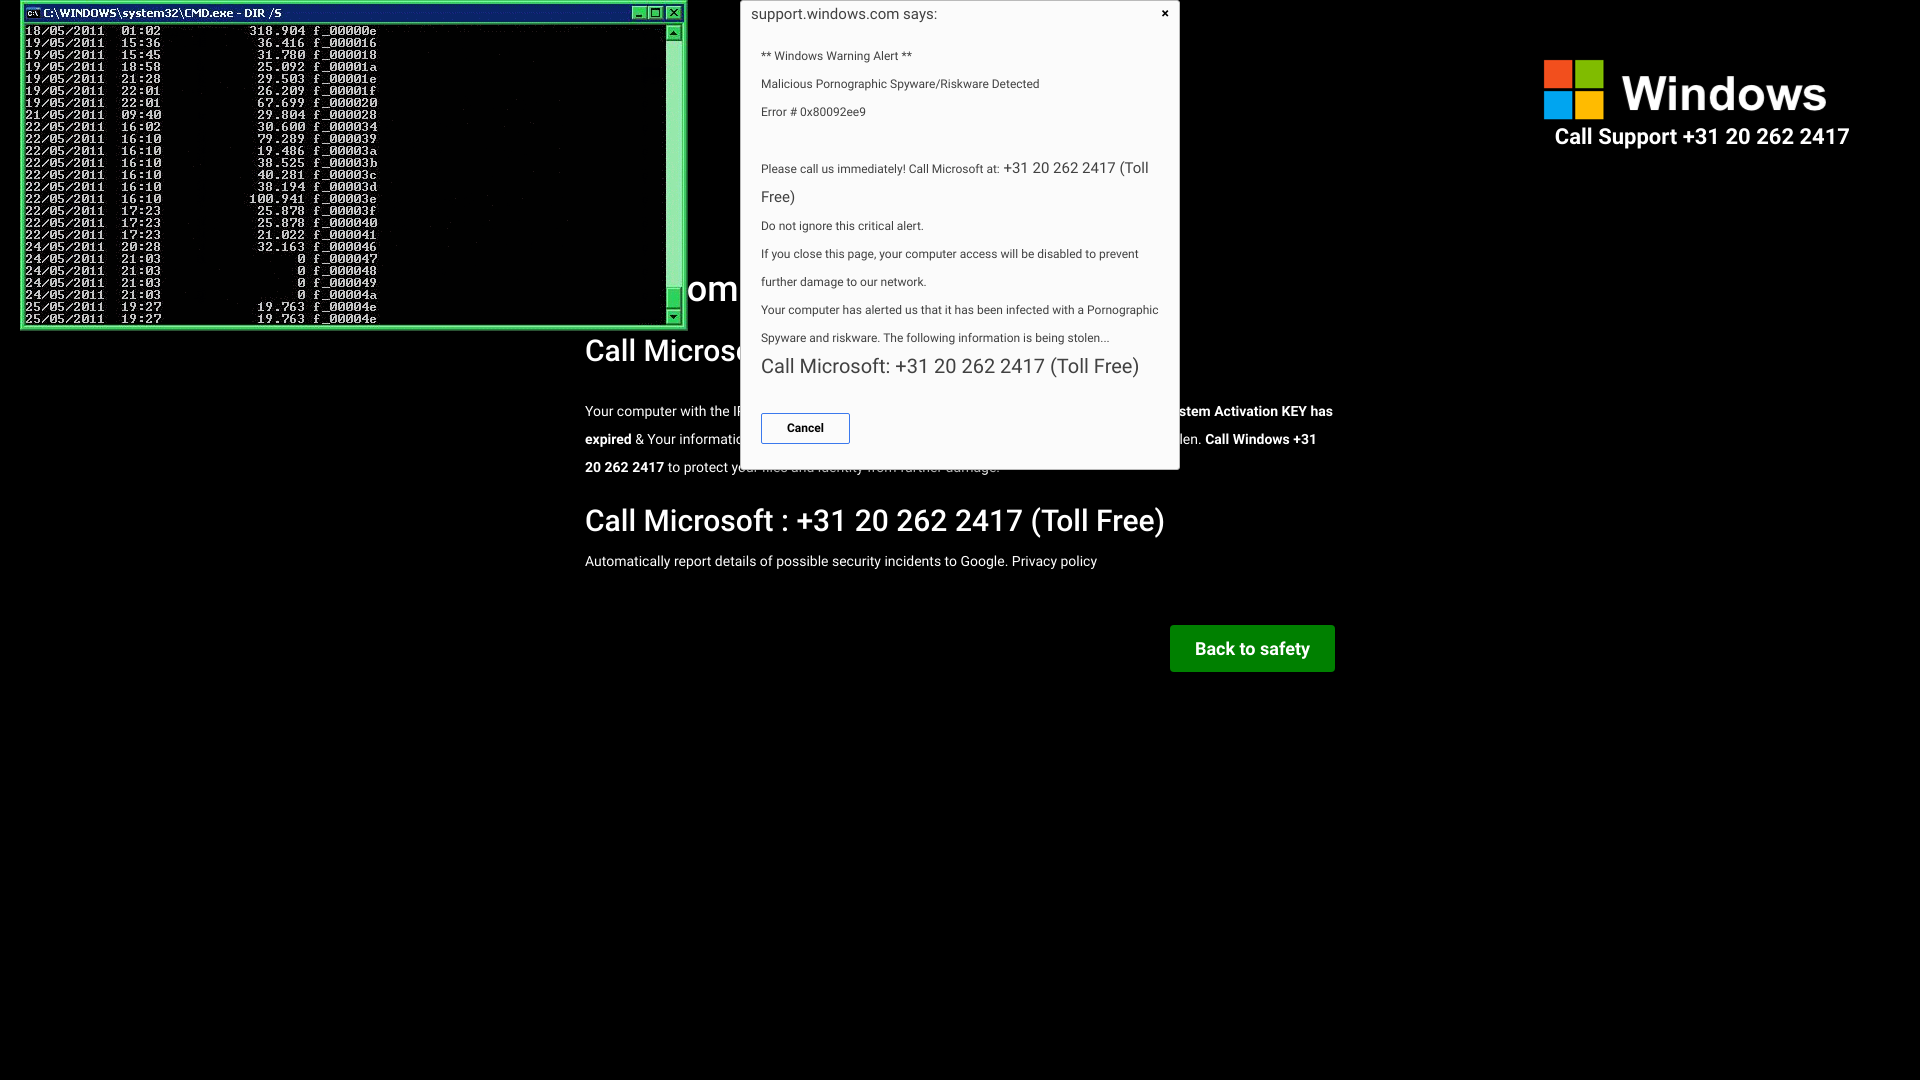 C:\WINDOWS\system32\CMD.exe - DIR /S
18/05/2011 01:02 318.904 f_00000e
19/05/2011 15:36 36.416 f_000016
19/05/2011 15:45 31.780 f_000018
19/05/2011 18:58 25.092 f_00001a
19/05/2011 21:28 29.503 f_00001e
19/05/2011 22:01 26.209 f_00001f
19/05/2011 22:01 67.699 f_000020
21/05/2011 09:40 29.804 f_000028
22/05/2011 16:02 30.600 f_000034
22/05/2011 16:10 79.289 f_000039
22/05/2011 16:10 19.486 f_00003a
22/05/2011 16:10 38.525 f_00003b
22/05/2011 16:10 40.281 f_00003c
22/05/2011 16:10 38.194 f_00003d
22/05/2011 16:10 100.941 f_00003e
22/05/2011 17:23 25.878 f_00003f
22/05/2011 17:23 25.878 f_000040
22/05/2011 17:23 21.022 f_000041
24/05/2011 20:28 32.163 f_000046
24/05/2011 21:03 0 f_000047
24/05/2011 21:03 0 f_000048
24/05/2011 21:03 0 f_000049
24/05/2011 21:03 0 f_00004a
25/05/2011 19:27 19.763 f_00004e
25/05/2011 19:27 19.763 f_00004e
support.windows.com says:
×
** Windows Warning Alert **
Malicious Pornographic Spyware/Riskware Detected
Error # 0x80092ee9
Please call us immediately! Call Microsoft at: +31 20 262 2417 (Toll
Free)
Do not ignore this critical alert.
If you close this page, your computer access will be disabled to prevent
further damage to our network.
Your computer has alerted us that it has been infected with a Pornographic
Spyware and riskware. The following information is being stolen...
Call Microsoft: +31 20 262 2417 (Toll Free)
Cancel
Windows
Call Support +31 20 262 2417
om
Call Micros
Your computer with the stem Activation KEY has
expired & Your informati len. Call Windows +31
20 262 2417 to protect your files and identity from further damage.
Call Microsoft : +31 20 262 2417 (Toll Free)
Automatically report details of possible security incidents to Google. Privacy policy
Back to safety